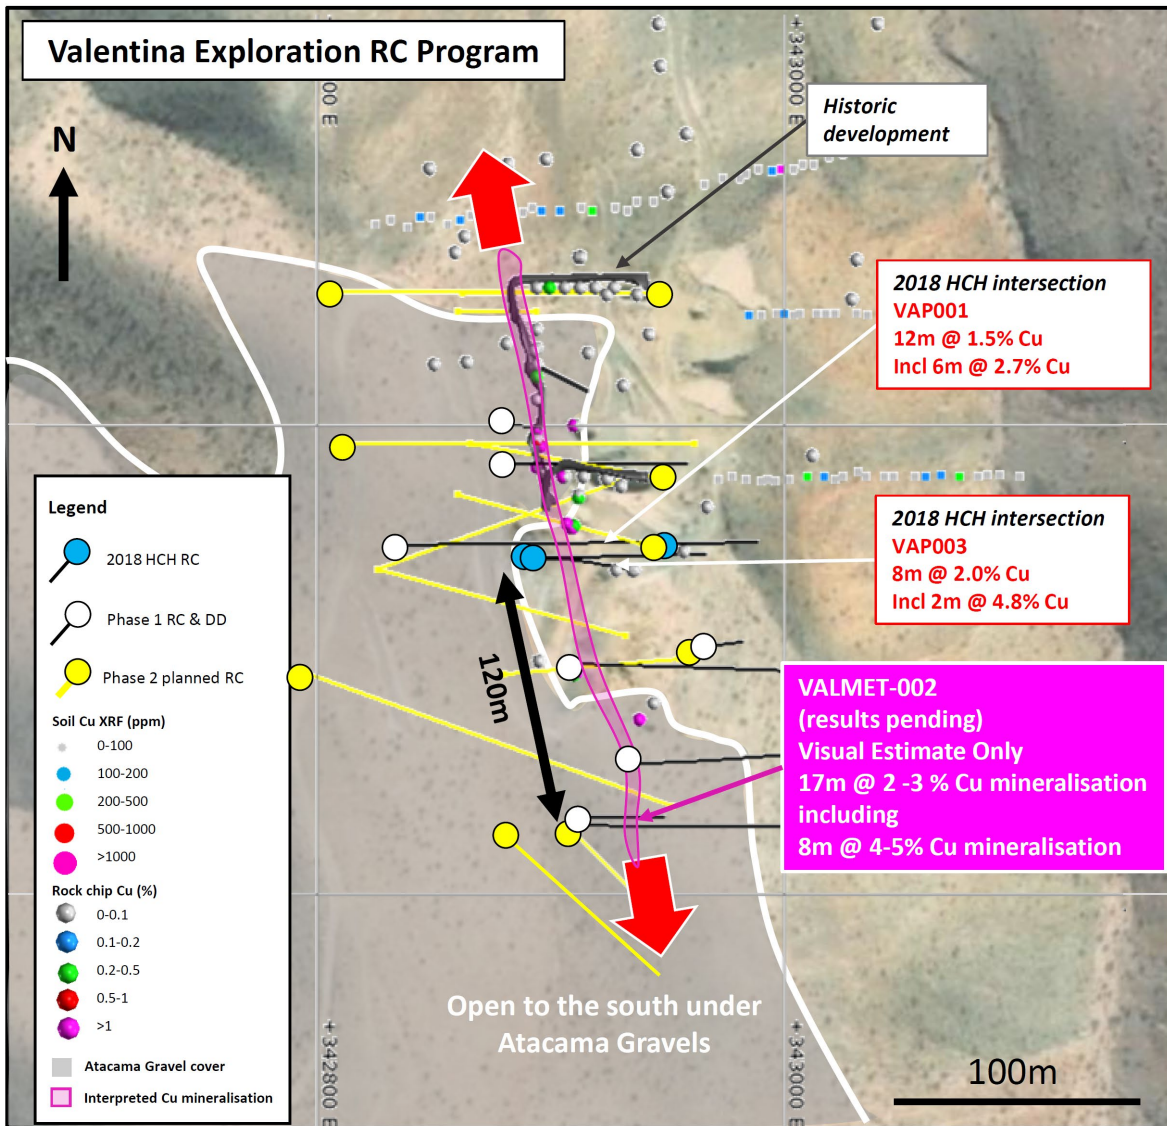 Valentina Exploration RC Program
00 E
+343000 E
N
Historic
development
2018 HCH intersection
VAP001
12m @ 1.5% Cu
Incl 6m @ 2.7% Cu
2018 HCH intersection
VAP003
8m @ 2.0% Cu
Incl 2m @ 4.8% Cu
120m
VALMET-002
(results pending)
Visual Estimate Only
17m @ 2 -3 % Cu mineralisation
including
8m @ 4-5% Cu mineralisation
Legend
2018 HCH RC
Phase 1 RC & DD
Phase 2 planned RC
Soil Cu XRF (ppm)
0-100
100-200
200-500
500-1000
>1000
Rock chip Cu (%)
0-0.1
0.1-0.2
0.2-0.5
0.5-1
>1
Atacama Gravel cover
Interpreted Cu mineralisation
Open to the south under
Atacama Gravels
+342800 E
+343000 E
100m